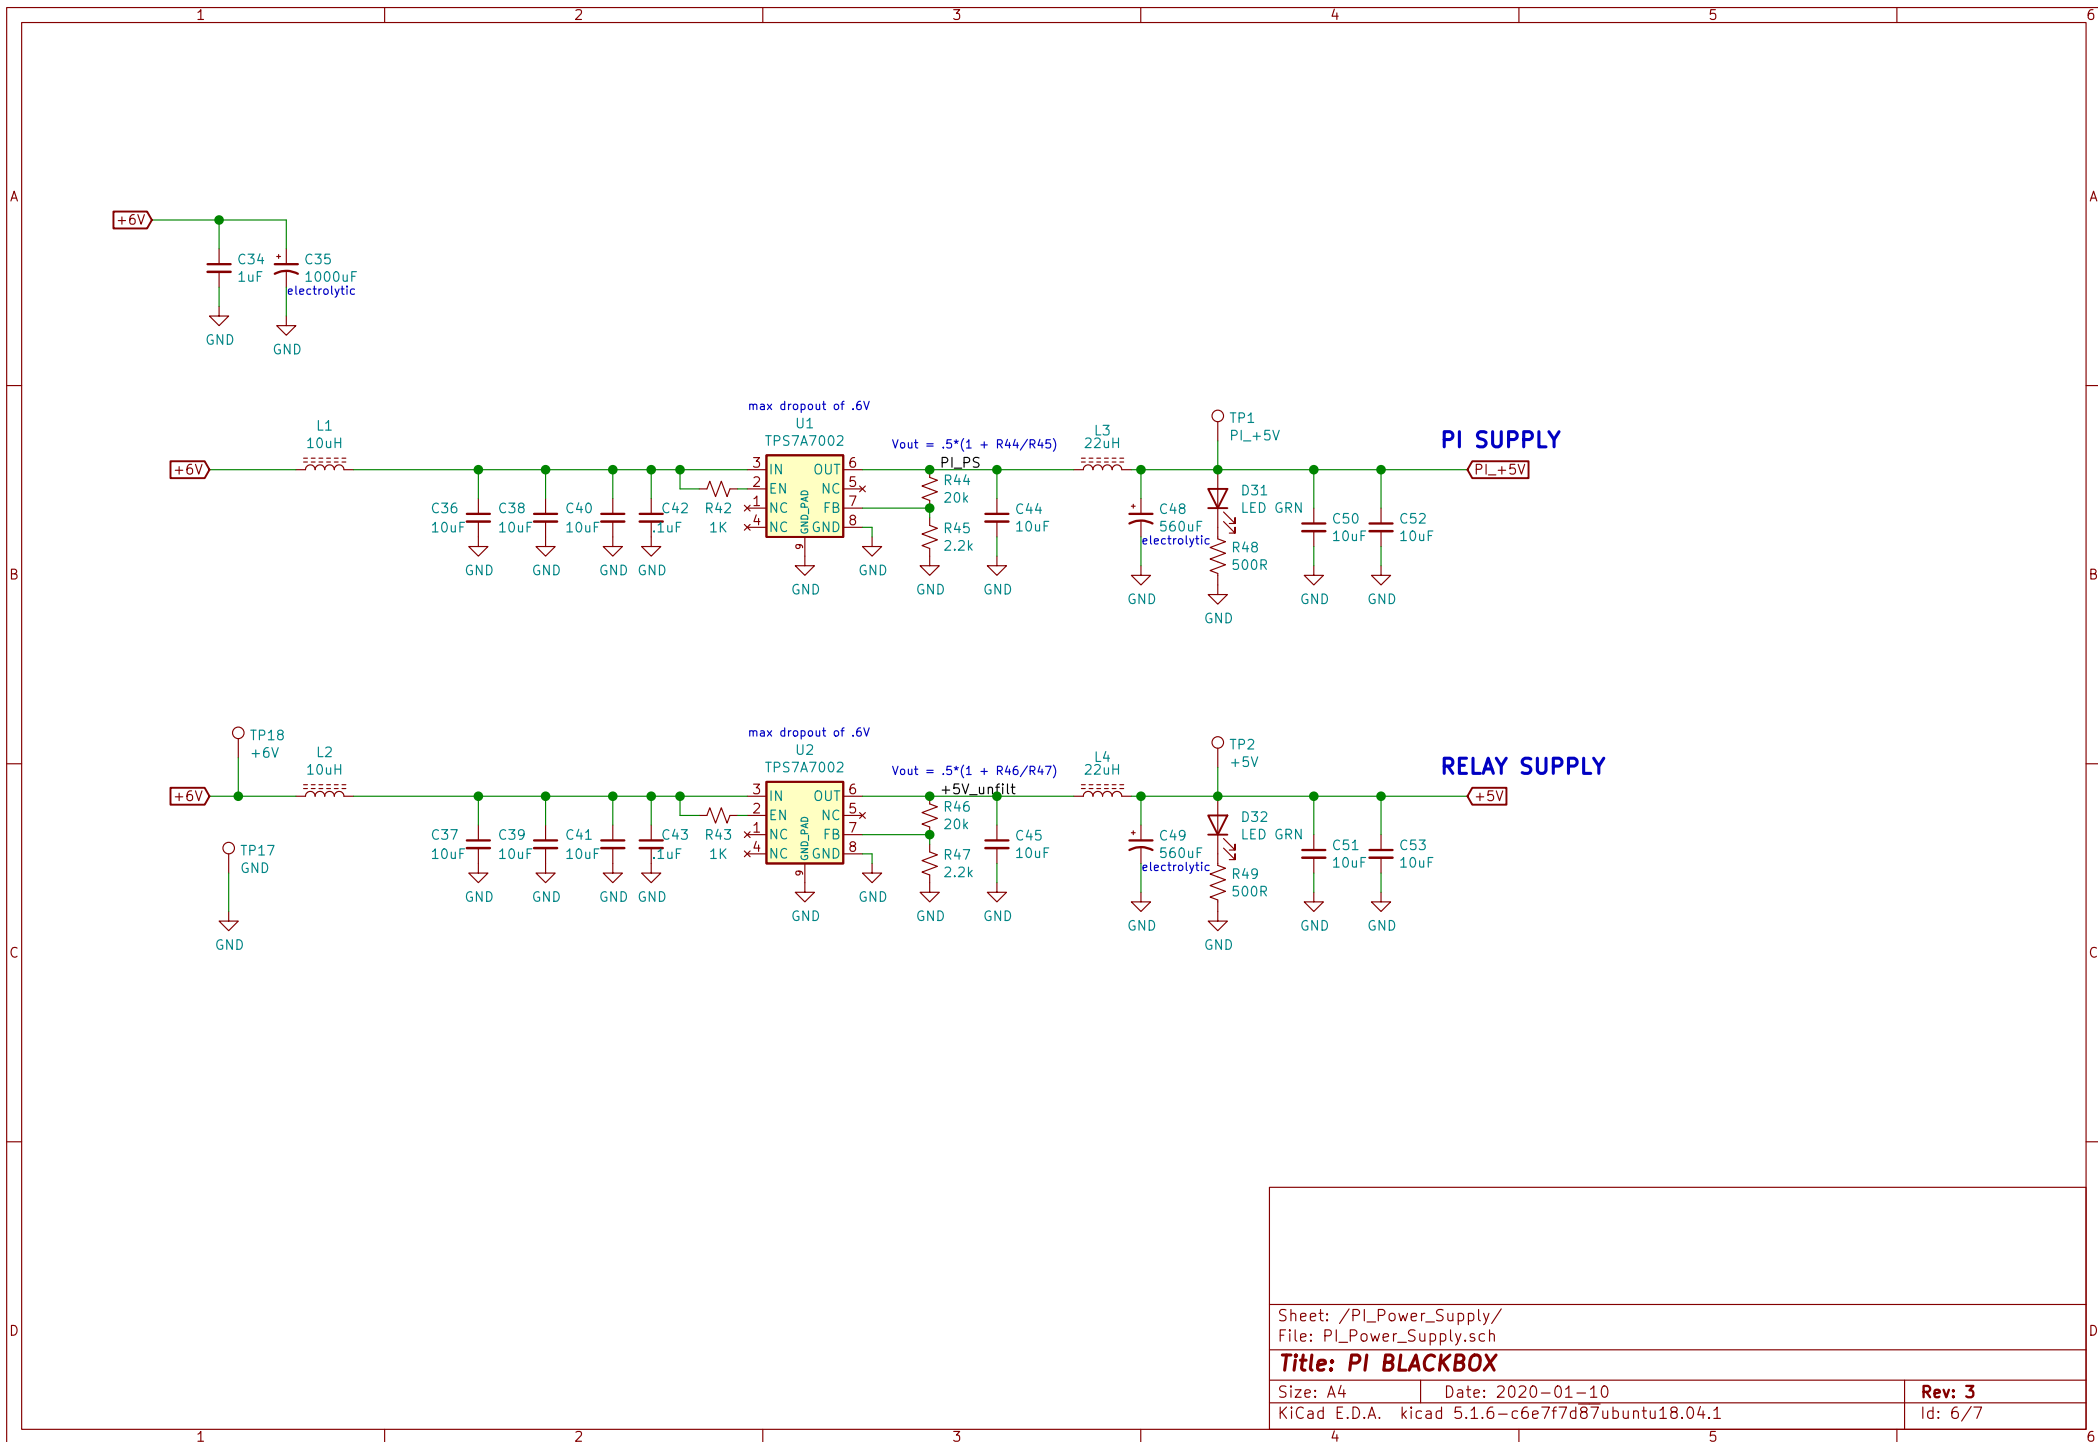 1 2 3 4 5 6
A A
+6V
C34
1uF
C35
1000uF
electrolytic
GND
GND
max dropout of .6V
U1
TPS7A7002
L1
10uH
+6V
C36
10uF
C38
10uF
C40
10uF
C42
.1uF
GND
GND
GND
GND
R42
1K
3 IN
2 EN
1 NC
4 NC
OUT 6
NC 5
FB 7
GND 8
GND_PAD
9
GND
GND
Vout = .5*(1 + R44/R45)
PI_PS
R44
20k
R45
2.2k
GND
C44
10uF
GND
L3
22uH
C48
560uF
electrolytic
GND
TP1
PI_+5V
D31
LED GRN
R48
500R
GND
C50
10uF
GND
C52
10uF
GND
PI SUPPLY
PI_+5V
B B
TP18
+6V
L2
10uH
+6V
TP17
GND
GND
C37
10uF
C39
10uF
C41
10uF
C43
.1uF
GND
GND
GND
GND
R43
1K
max dropout of .6V
U2
TPS7A7002
3 IN
2 EN
1 NC
4 NC
OUT 6
NC 5
FB 7
GND 8
GND_PAD
9
GND
GND
Vout = .5*(1 + R46/R47)
+5V_unfilt
R46
20k
R47
2.2k
GND
C45
10uF
GND
L4
22uH
C49
560uF
electrolytic
GND
TP2
+5V
D32
LED GRN
R49
500R
GND
C51
10uF
GND
C53
10uF
GND
RELAY SUPPLY
+5V
C C
D D
Sheet: /PI_Power_Supply/
File: PI_Power_Supply.sch
Title: PI BLACKBOX
Size: A4 Date: 2020-01-10 Rev: 3
KiCad E.D.A. kicad 5.1.6-c6e7f7d87ubuntu18.04.1 Id: 6/7
1 2 3 4 5 6